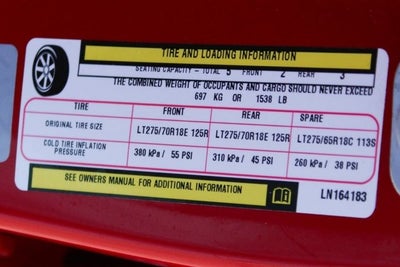 TIRE AND LOADING INFORMATION
SEATING CAPACITY - TOTAL 5 FRONT 2 REAR 3
THE COMBINED WEIGHT OF OCCUPANTS AND CARGO SHOULD NEVER EXCEED
697 KG OR 1538 LB
TIRE FRONT REAR SPARE
ORIGINAL TIRE SIZE LT275/70R18E 125R LT275/70R18E 125R LT275/65R18C 113S
COLD TIRE INFLATION PRESSURE 380 kPa/ 55 PSI 310 kPa/ 45 PSI 260 kPa/ 38 PSI
SEE OWNERS MANUAL FOR ADDITIONAL INFORMATION
LN164183